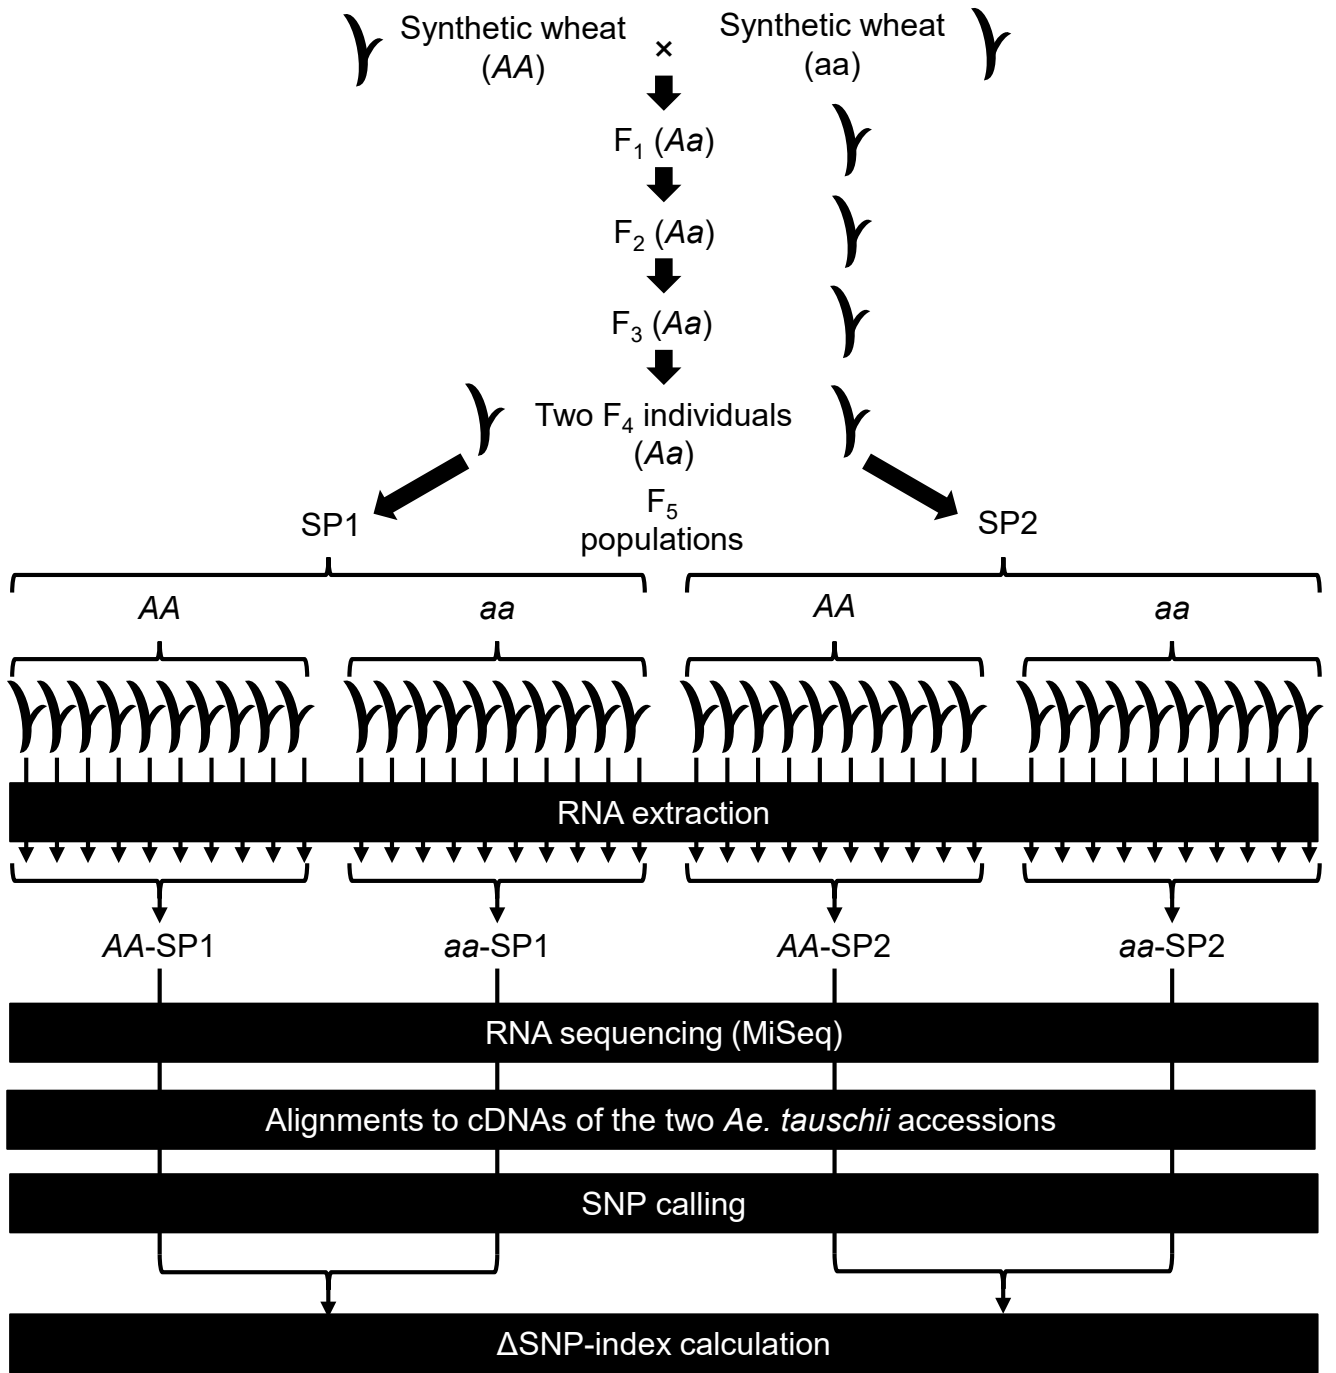 Synthetic wheat
(AA)
×
Synthetic wheat
(aa)
F1 (Aa)
F2 (Aa)
F3 (Aa)
Two F4 individuals
(Aa)
F5
populations
SP1
SP2
AA
aa
AA
aa
RNA extraction
AA-SP1
aa-SP1
AA-SP2
aa-SP2
RNA sequencing (MiSeq)
Alignments to cDNAs of the two Ae. tauschii accessions
SNP calling
ΔSNP-index calculation